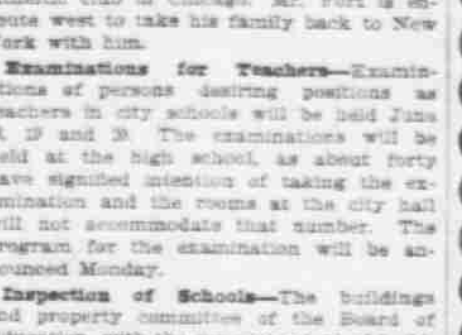 route west to take his family back to New
York with him.
Examinations for Teachers—Examin-
ations of persons desiring positions as
teachers in city schools will be held June
19 and The examinations will be
held at the high school, as about forty
have signified intention of taking the ex-
amination and the rooms at the city hall
will not accommodate that number. The
program for the examination will be an-
nounced Monday.
Inspection of Schools—The buildings
and property committee of the Board of